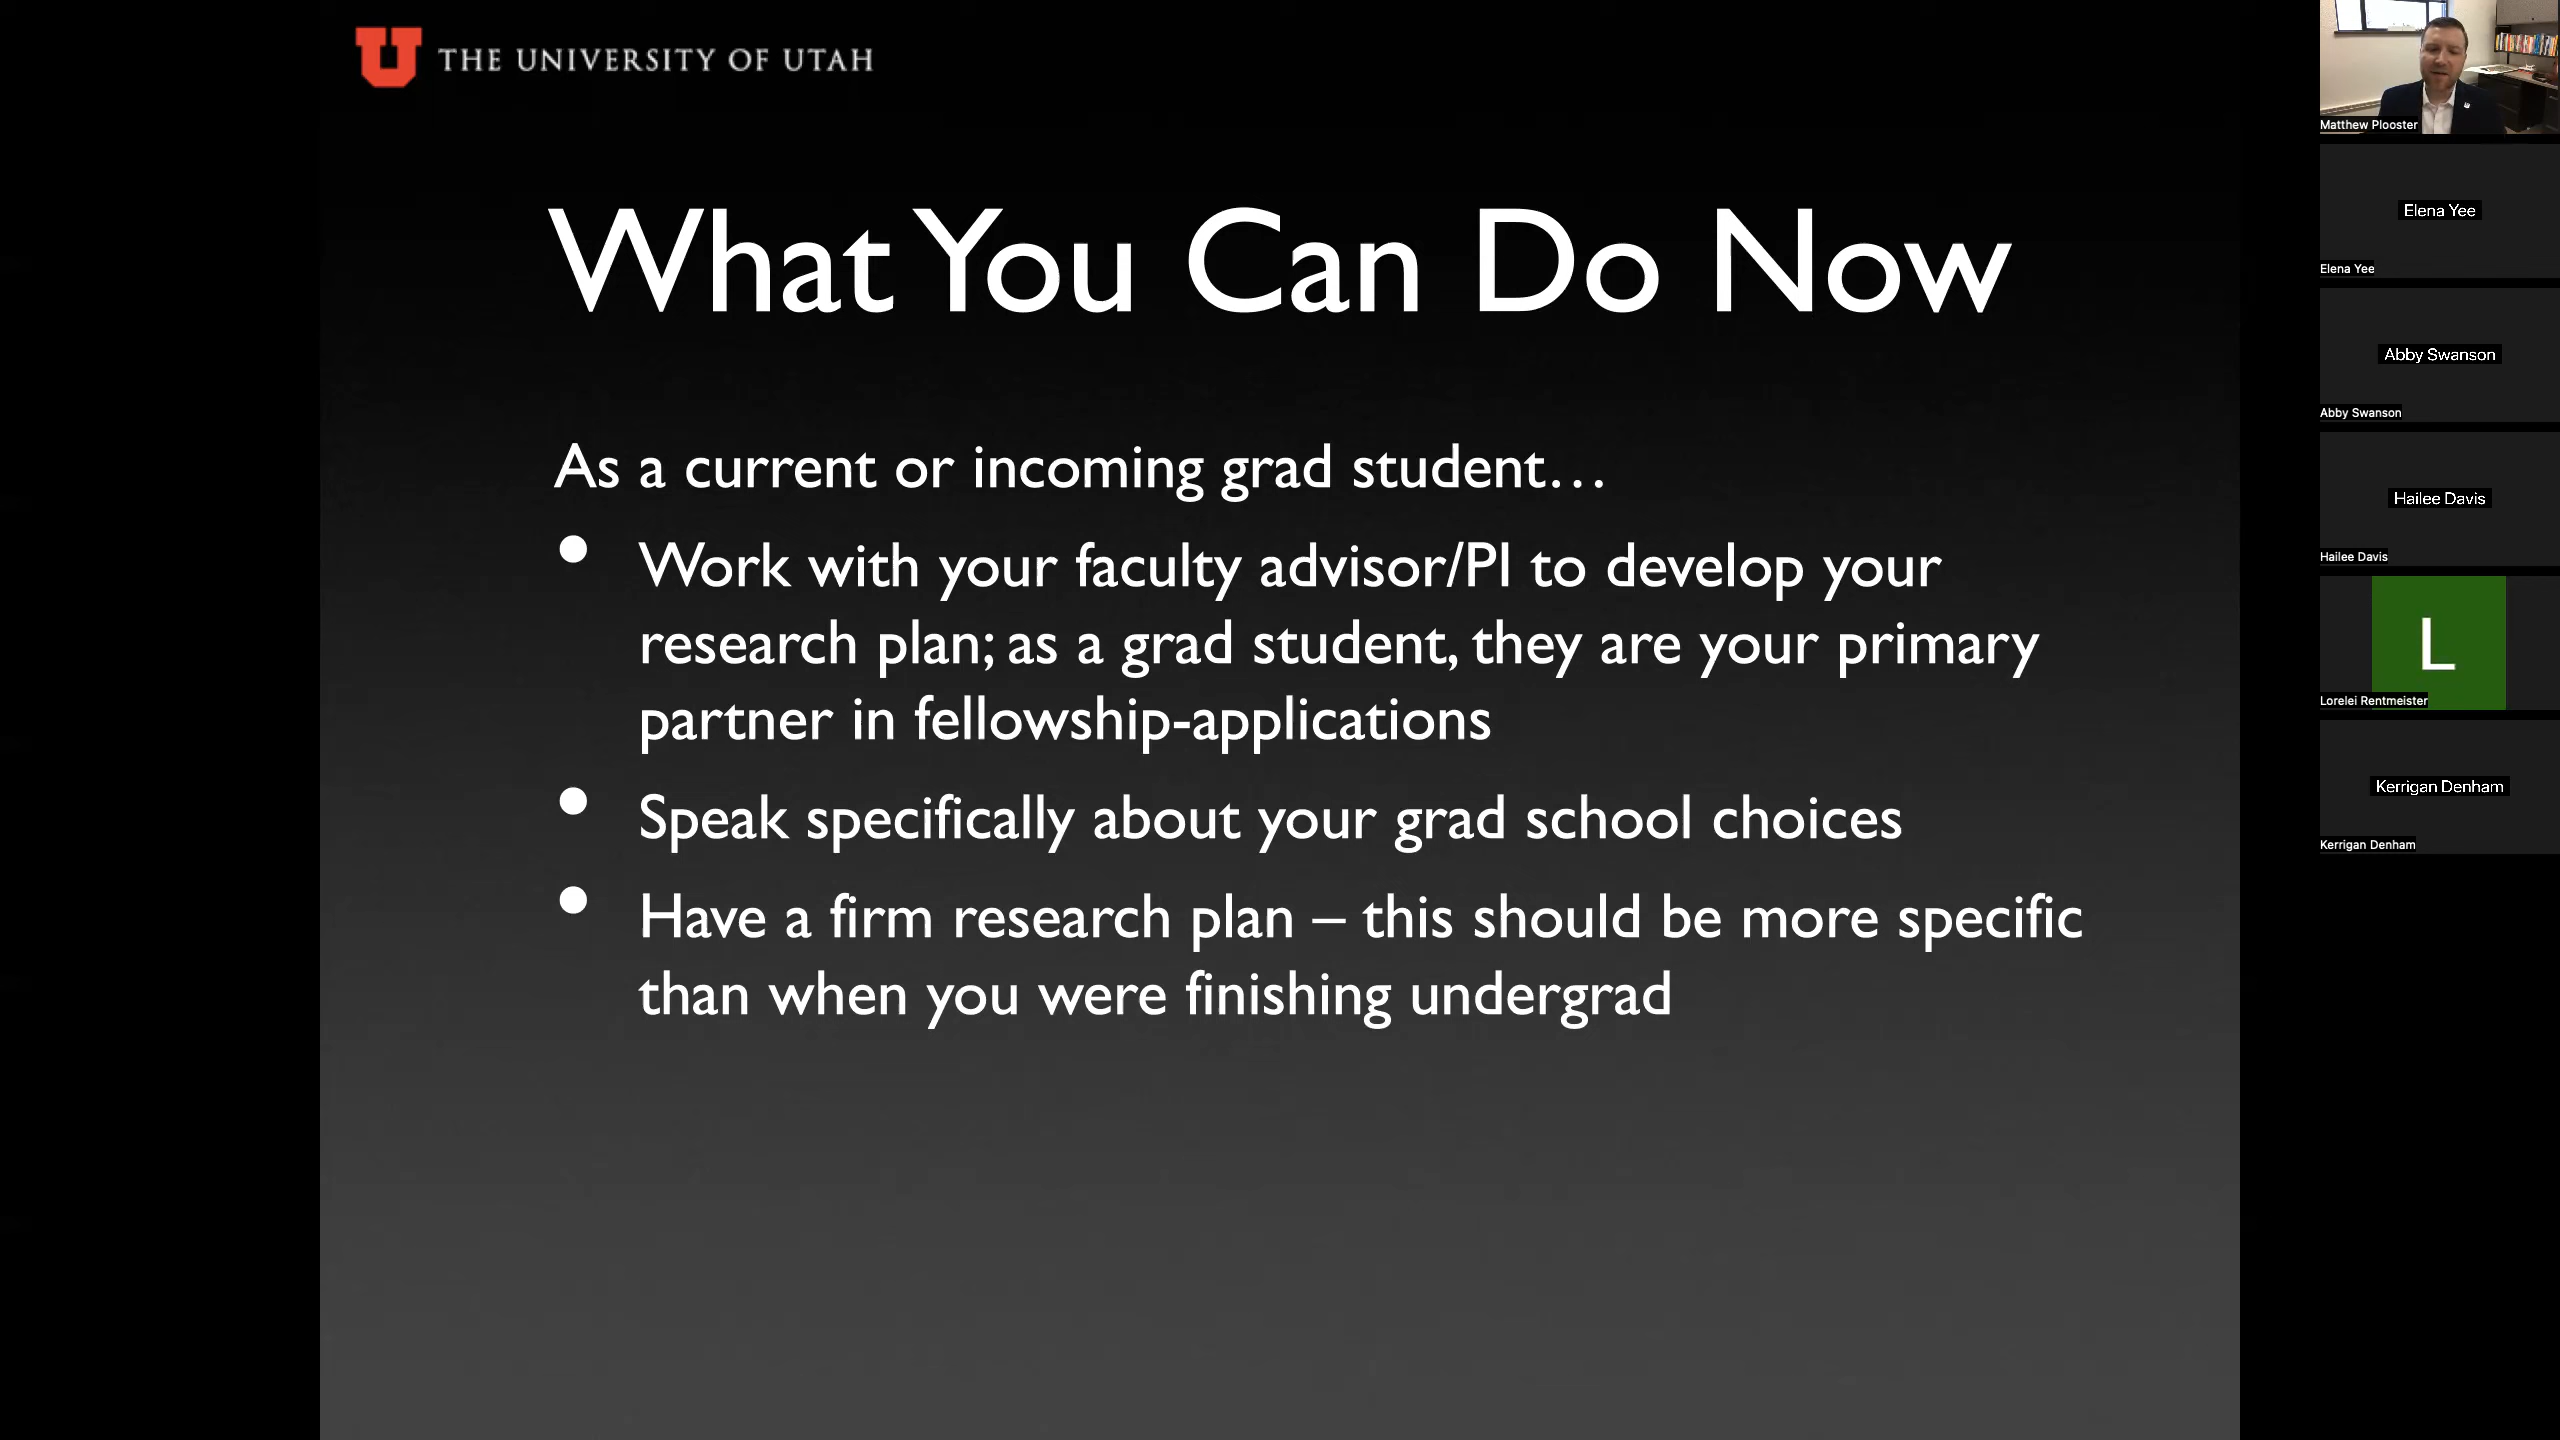 U THE UNIVERSITY OF UTAH
What You Can Do Now
As a current or incoming grad student…
• Work with your faculty advisor/PI to develop your
research plan; as a grad student, they are your primary
partner in fellowship-applications
• Speak specifically about your grad school choices
• Have a firm research plan – this should be more specific
than when you were finishing undergrad
Matthew Plooster
Elena Yee
Elena Yee
Abby Swanson
Abby Swanson
Hailee Davis
Hailee Davis
L
Lorelei Rentmeister
Kerrigan Denham
Kerrigan Denham